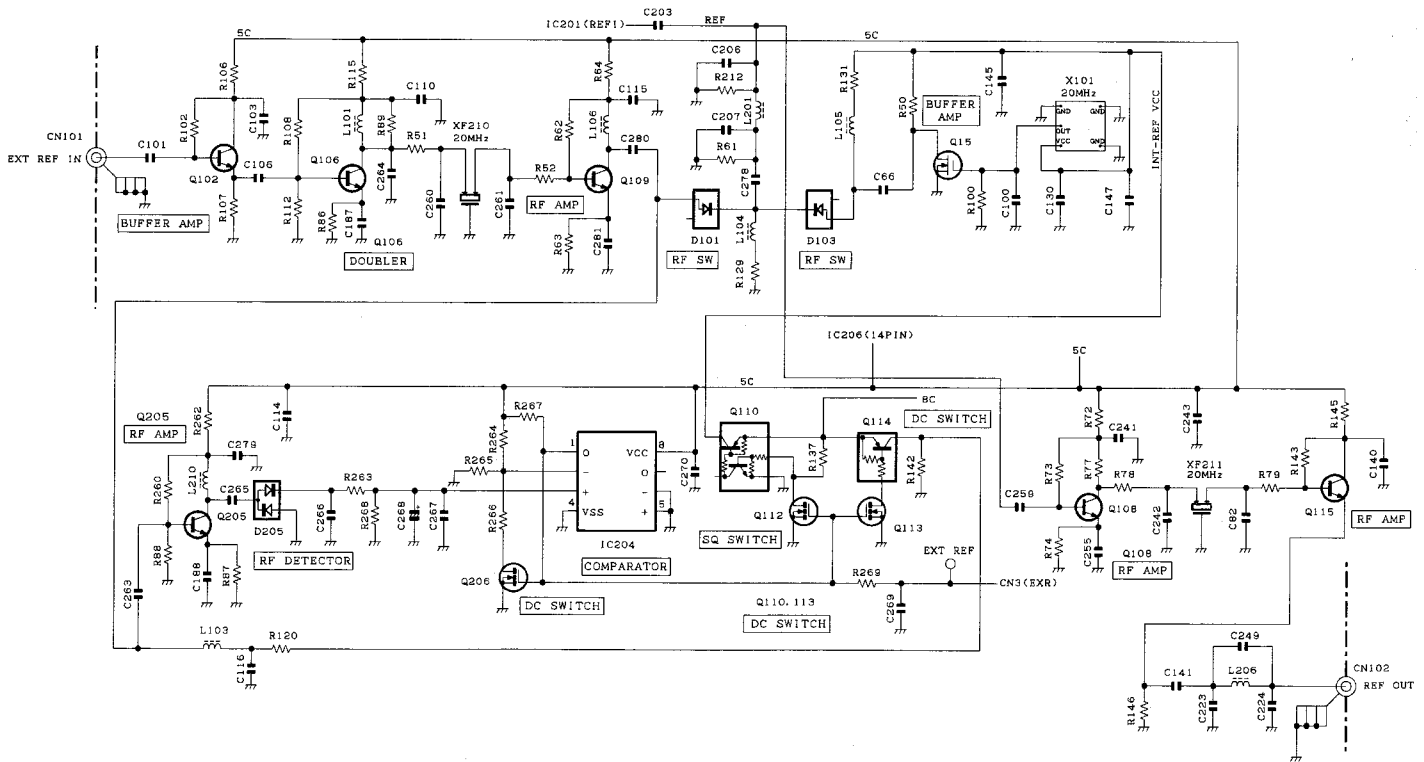 IC201(REFI)
C203
REF
5C
5C
CN101
EXT REF IN
C101
R102
R106
C103
Q102
C106
R107
BUFFER AMP
R108
R112
R115
L101
R89
C110
Q106
R86
C187
C264
Q106
DOUBLER
R51
C260
XF210
20MHz
C261
R52
RF AMP
R62
R64
L106
C115
C280
Q109
R63
C281
C206
R212
L201
C207
R61
C278
D101
RF SW
L104
R129
D103
RF SW
R131
L105
C66
R50
BUFFER
AMP
Q15
C145
R100
C100
X101
20MHz
GND
OUT
VCC
GND
GND
C130
C147
INT-REF VCC
IC206(14PIN)
5C
5C
Q205
RF AMP
R262
C279
L210
R260
C265
Q205
R88
C188
R87
C263
D205
RF DETECTOR
C114
C266
R263
R268
C268
C267
R265
R264
R267
R266
Q206
DC SWITCH
1
O
−
+
4
VSS
8
VCC
O
−
+
5
IC204
COMPARATOR
C270
Q110
SQ SWITCH
8C
DC SWITCH
Q114
R137
R142
Q112
Q113
R269
C269
EXT REF
CN3(EXR)
Q110,113
DC SWITCH
L103
C116
R120
C259
R73
R72
R77
C241
R78
Q108
R74
C255
Q108
RF AMP
C242
C243
XF211
20MHz
C82
R79
R143
R145
C140
Q115
RF AMP
R146
C141
C223
C249
L206
C224
CN102
REF OUT